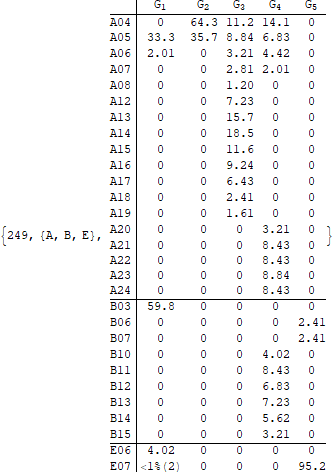 G1 G2 G3 G4 G5
A04 0 64.3 11.2 14.1 0
A05 33.3 35.7 8.84 6.83 0
A06 2.01 0 3.21 4.42 0
A07 0 0 2.81 2.01 0
A08 0 0 1.20 0 0
A12 0 0 7.23 0 0
A13 0 0 15.7 0 0
A14 0 0 18.5 0 0
A15 0 0 11.6 0 0
A16 0 0 9.24 0 0
A17 0 0 6.43 0 0
A18 0 0 2.41 0 0
A19 0 0 1.61 0 0
{249, {A, B, E}, A20 0 0 0 3.21 0 }
A21 0 0 0 8.43 0
A22 0 0 0 8.43 0
A23 0 0 0 8.84 0
A24 0 0 0 8.43 0
B03 59.8 0 0 0 0
B06 0 0 0 0 2.41
B07 0 0 0 0 2.41
B10 0 0 0 4.02 0
B11 0 0 0 8.43 0
B12 0 0 0 6.83 0
B13 0 0 0 7.23 0
B14 0 0 0 5.62 0
B15 0 0 0 3.21 0
E06 4.02 0 0 0 0
E07 <1%(2) 0 0 0 95.2